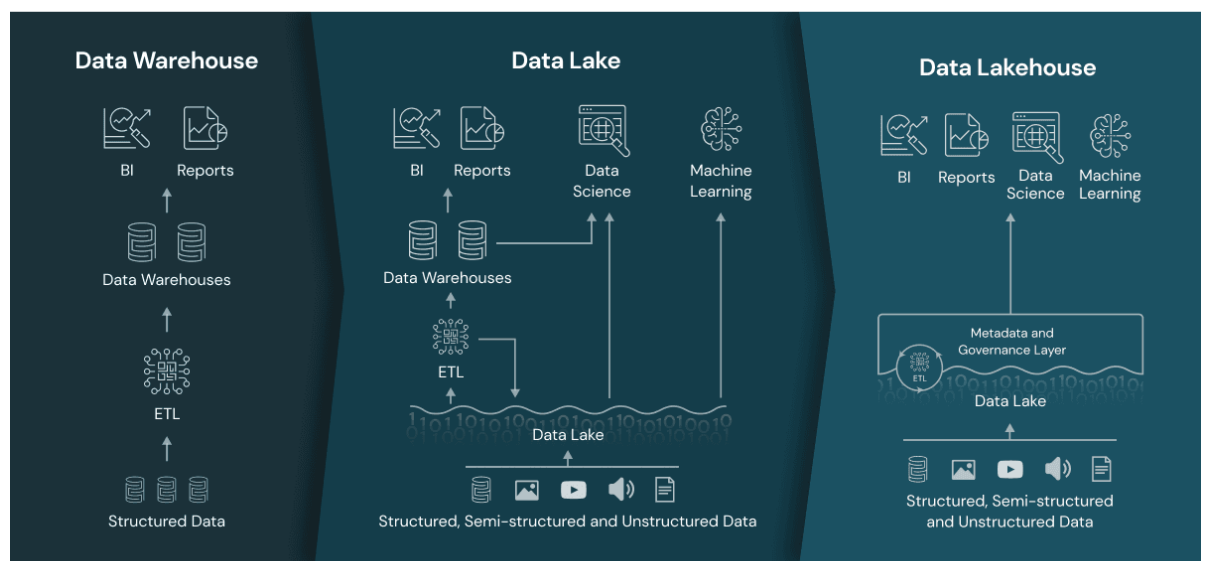 Data Warehouse
BI
Reports
Data Warehouses
ETL
Structured Data
Data Lake
BI
Reports
Data
Science
Machine
Learning
Data Warehouses
ETL
Data Lake
Structured, Semi-structured and Unstructured Data
Data Lakehouse
BI
Reports
Data
Science
Machine
Learning
Metadata and
Governance Layer
ETL
Data Lake
Structured, Semi-structured
and Unstructured Data